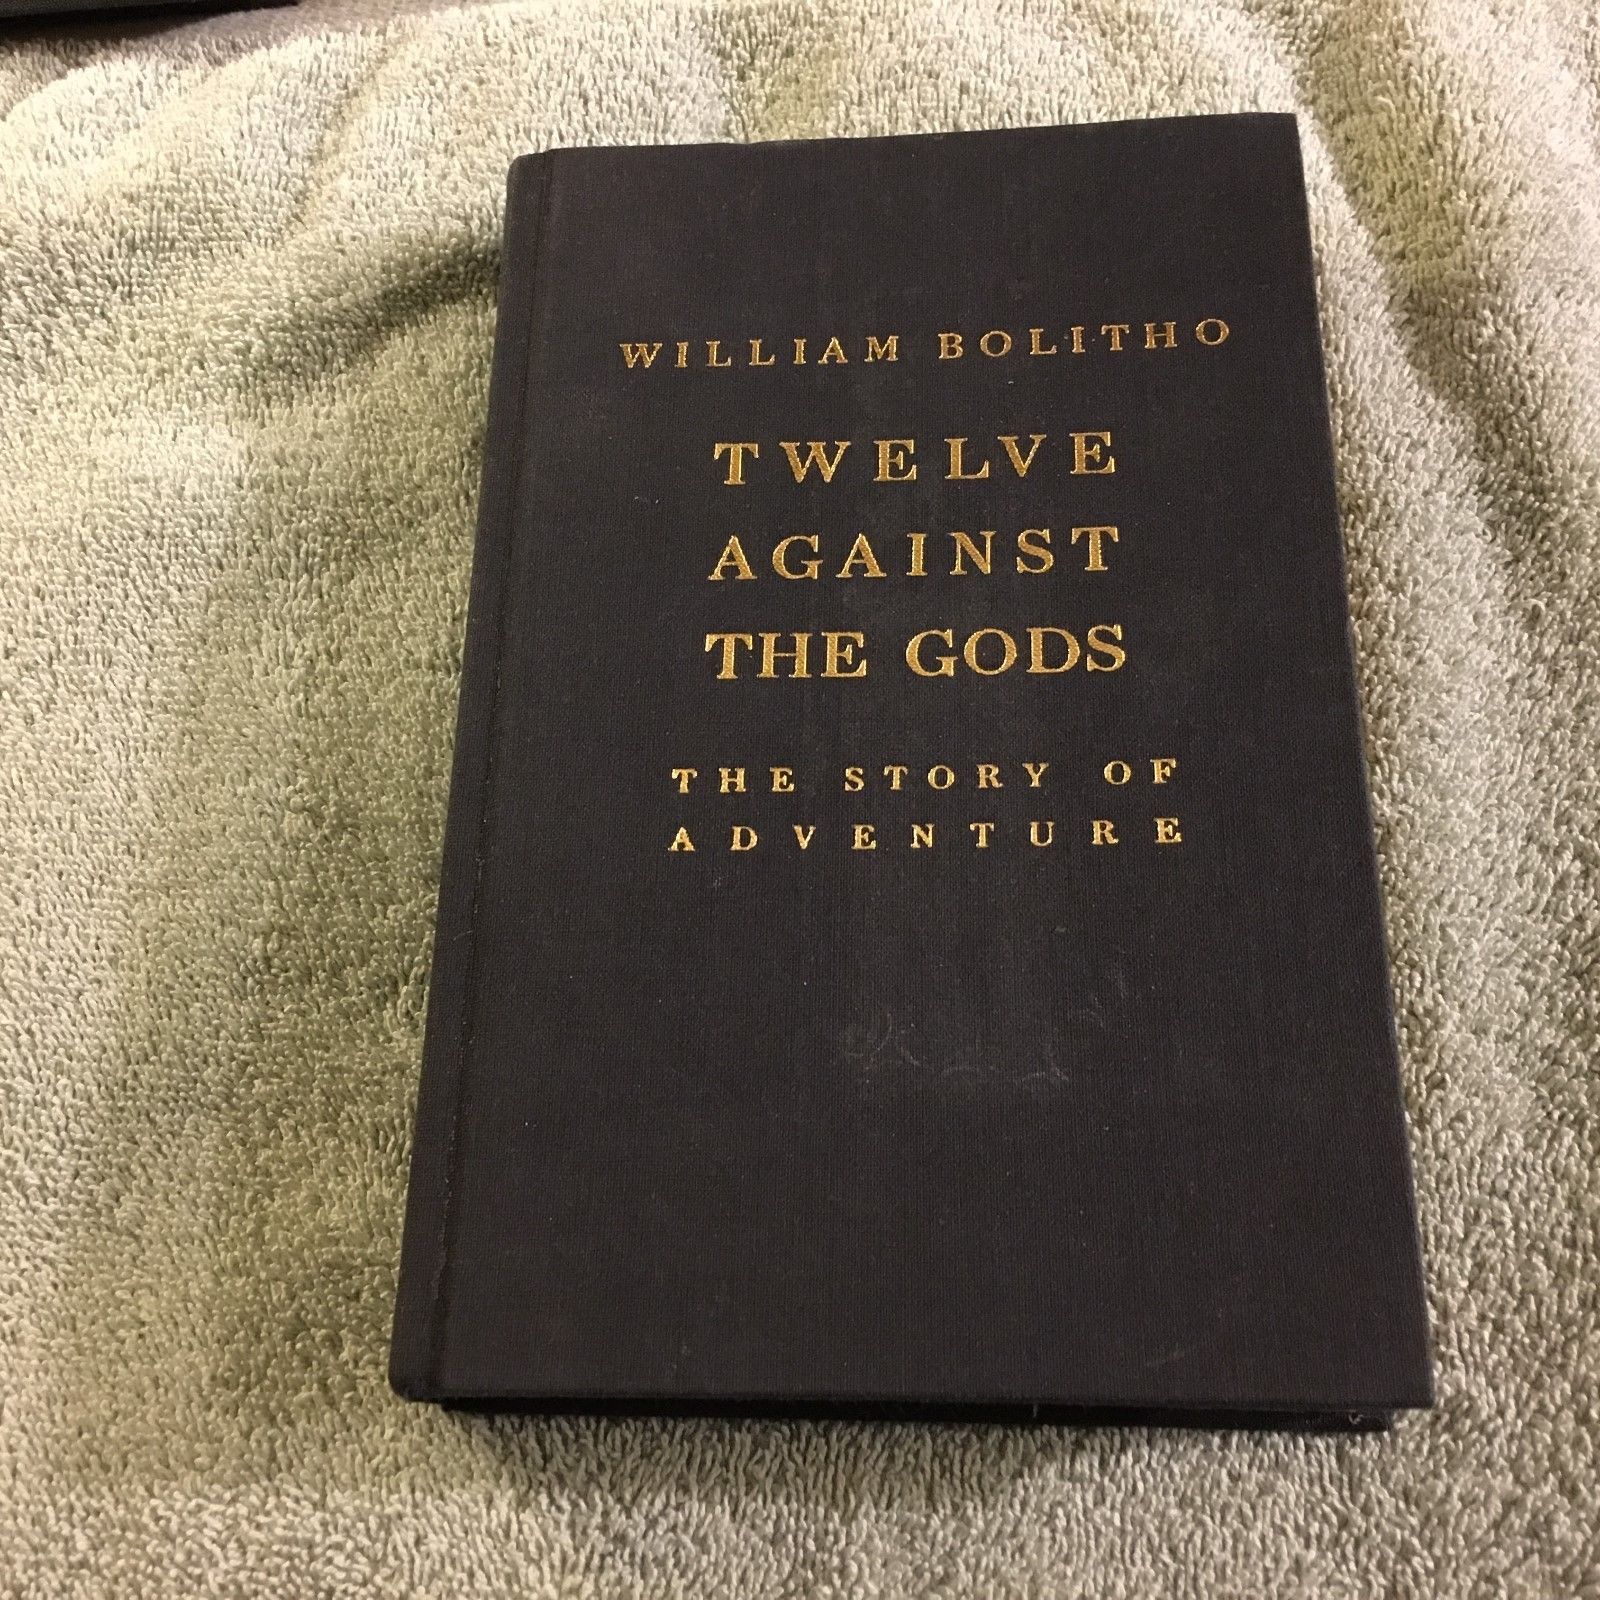 WILLIAM BOLITHO
TWELVE
AGAINST
THE GODS
THE STORY OF
ADVENTURE